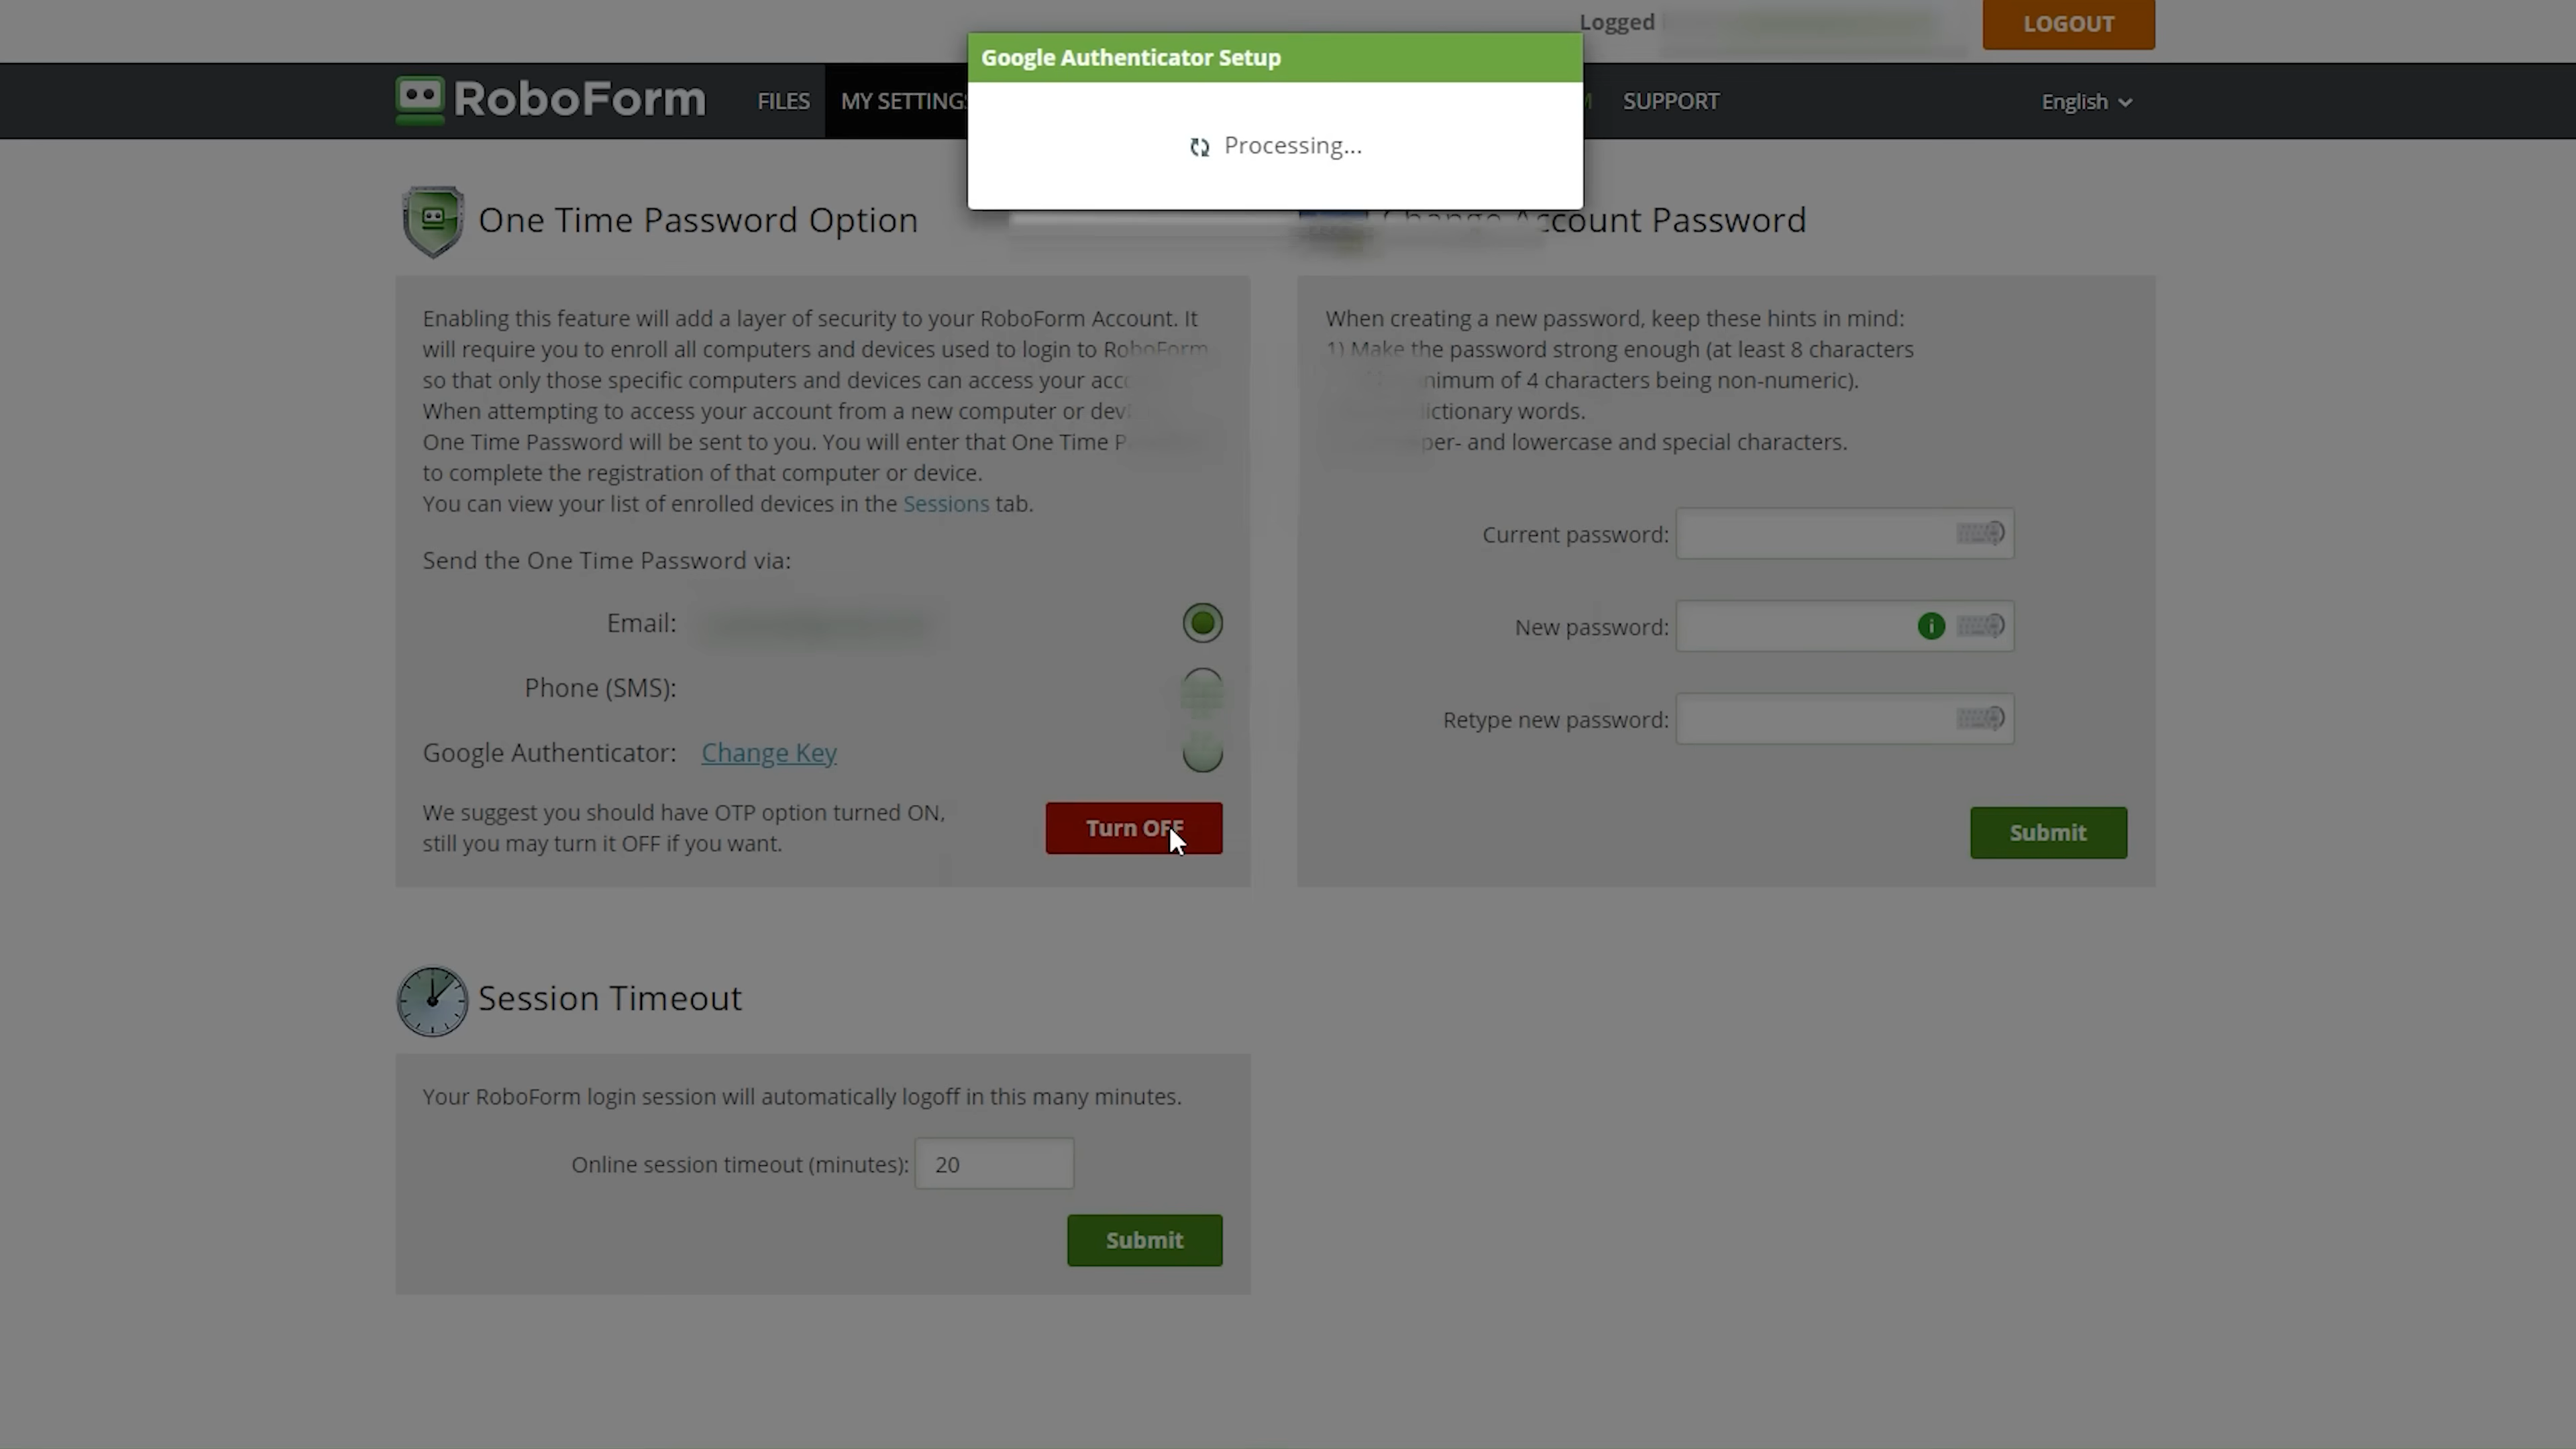 Logged
LOGOUT
Google Authenticator Setup
Processing...
RoboForm
FILES
MY SETTINGS
SUPPORT
English
One Time Password Option
Enabling this feature will add a layer of security to your RoboForm Account. It
will require you to enroll all computers and devices used to login to RoboForm
so that only those specific computers and devices can access your
When attempting to access your account from a new computer or
One Time Password will be sent to you. You will enter that One Time
to complete the registration of that computer or device.
You can view your list of enrolled devices in the Sessions tab.
Send the One Time Password via:
Email:
Phone (SMS):
Google Authenticator: Change Key
We suggest you should have OTP option turned ON,
still you may turn it OFF if you want.
Turn OFF
Change Account Password
When creating a new password, keep these hints in mind:
1) Make the password strong enough (at least 8 characters
of 4 characters being non-numeric).
words.
and lowercase and special characters.
Current password:
New password:
i
Retype new password:
Submit
Session Timeout
Your RoboForm login session will automatically logoff in this many minutes.
Online session timeout (minutes): 20
Submit